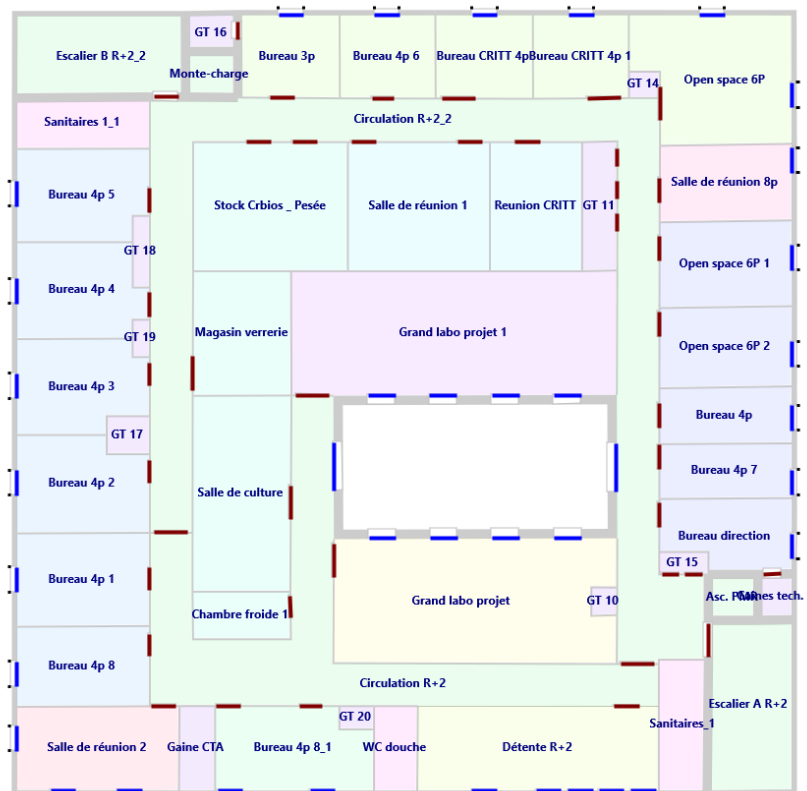 GT 16
Escalier B R+2_2
Bureau 3p
Bureau 4p 6
Bureau CRITT 4p
Bureau CRITT 4p 1
Monte-charge
Open space 6P
GT 14
Sanitaires 1_1
Circulation R+2_2
Salle de réunion 8p
Bureau 4p 5
Stock Crbios _ Pesée
Salle de réunion 1
Reunion CRITT
GT 11
GT 18
Open space 6P 1
Bureau 4p 4
Magasin verrerie
Grand labo projet 1
GT 19
Open space 6P 2
Bureau 4p 3
Bureau 4p
GT 17
Bureau 4p 7
Bureau 4p 2
Salle de culture
Bureau direction
GT 15
Bureau 4p 1
Grand labo projet
GT 10
Asc. PMR
Gaines tech.
Chambre froide 1
Bureau 4p 8
Circulation R+2
Escalier A R+2
Sanitaires_1
GT 20
Salle de réunion 2
Gaine CTA
Bureau 4p 8_1
WC douche
Détente R+2